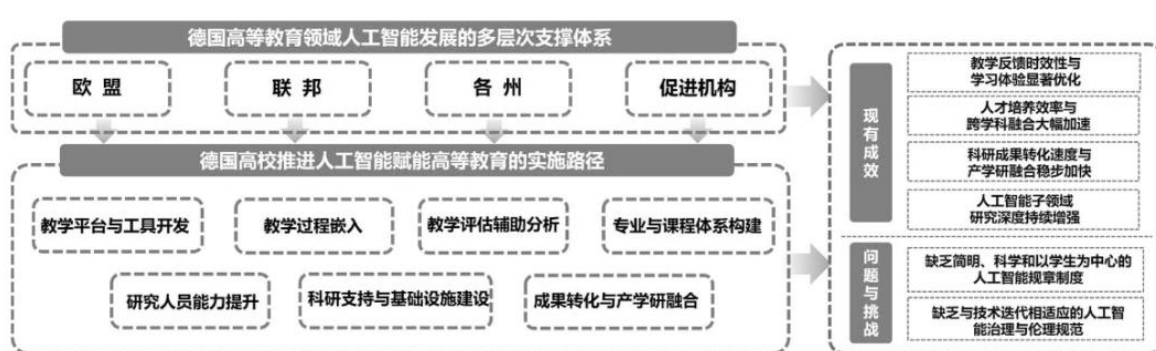 德国高等教育领域人工智能发展的多层次支撑体系
欧 盟
联 邦
各 州
促进机构
德国高校推进人工智能赋能高等教育的实施路径
教学平台与工具开发
教学过程嵌入
教学评估辅助分析
专业与课程体系构建
研究人员能力提升
科研支持与基础设施建设
成果转化与产学研融合
现有成效
教学反馈时效性与
学习体验显著优化
人才培养效率与
跨学科融合大幅加速
科研成果转化速度与
产学研融合稳步加快
人工智能子领域
研究深度持续增强
问题与挑战
缺乏简明、科学和以学生为中心的
人工智能规章制度
缺乏与技术迭代相适应的人工智
能治理与伦理规范